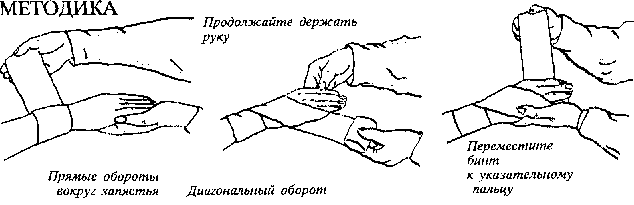 МЕТОДИКА
Продолжайте держать
руку
Прямые обороты
вокруг запястья
Диагональный оборот
Переместите
бинт
к указательному
пальцу